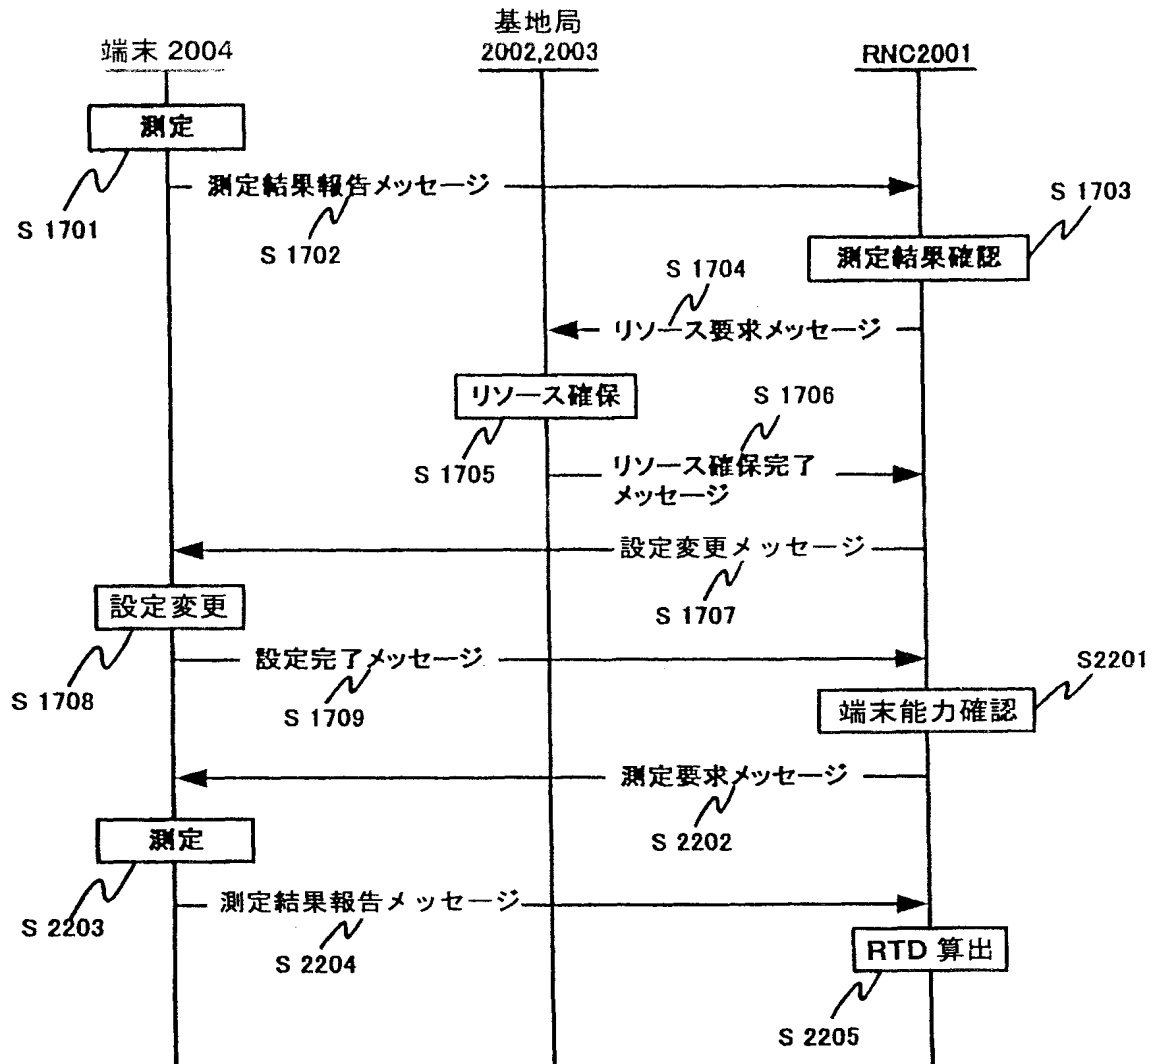 端末 2004
基地局
2002,2003
RNC2001
測定
S 1701
測定結果報告メッセージ
S 1702
S 1703
測定結果確認
S 1704
リソース要求メッセージ
リソース確保
S 1705
S 1706
リソース確保完了
メッセージ
設定変更メッセージ
S 1707
設定変更
S 1708
設定完了メッセージ
S 1709
S2201
端末能力確認
測定要求メッセージ
S 2202
測定
S 2203
測定結果報告メッセージ
S 2204
RTD 算出
S 2205